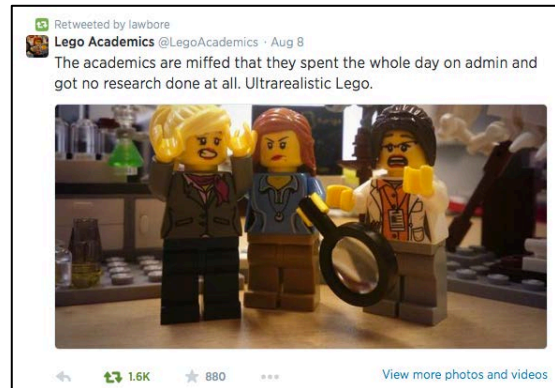 Retweeted by lawbore
Lego Academics @LegoAcademics · Aug 8
The academics are miffed that they spent the whole day on admin and
got no research done at all. Ultrarealistic Lego.
1.6K 880 View more photos and videos